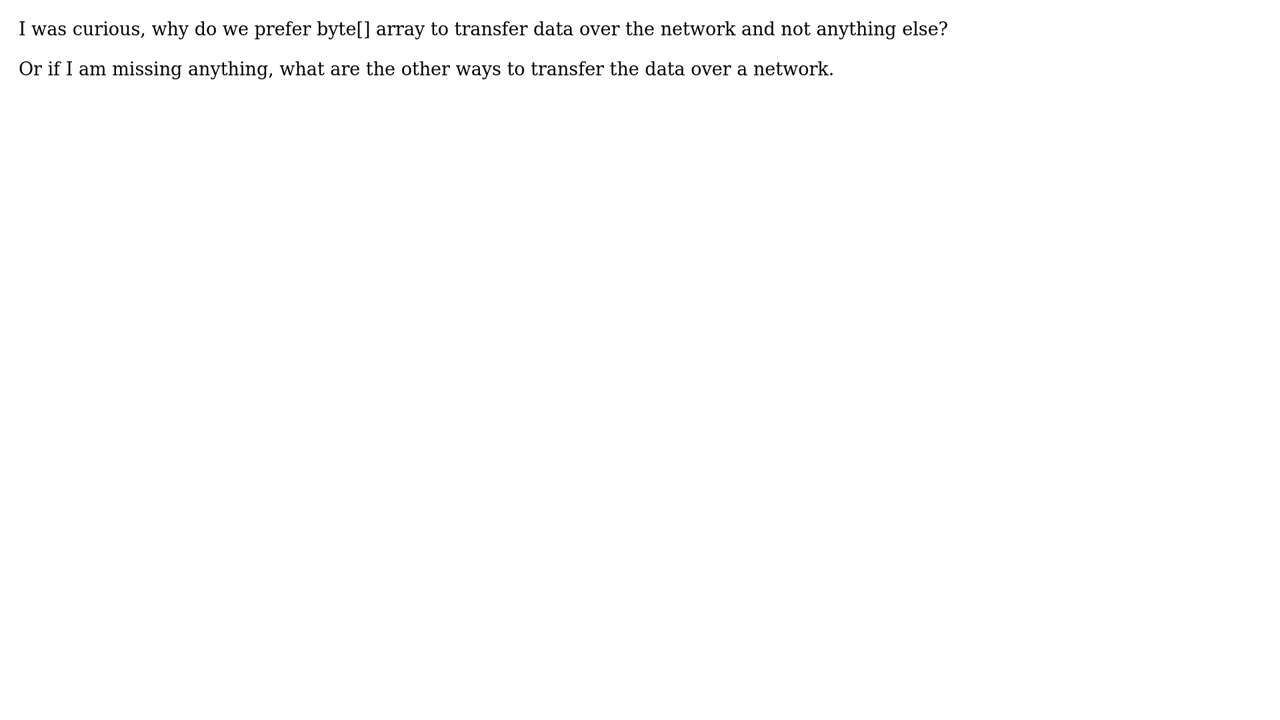 I was curious, why do we prefer byte[] array to transfer data over the network and not anything else?
Or if I am missing anything, what are the other ways to transfer the data over a network.